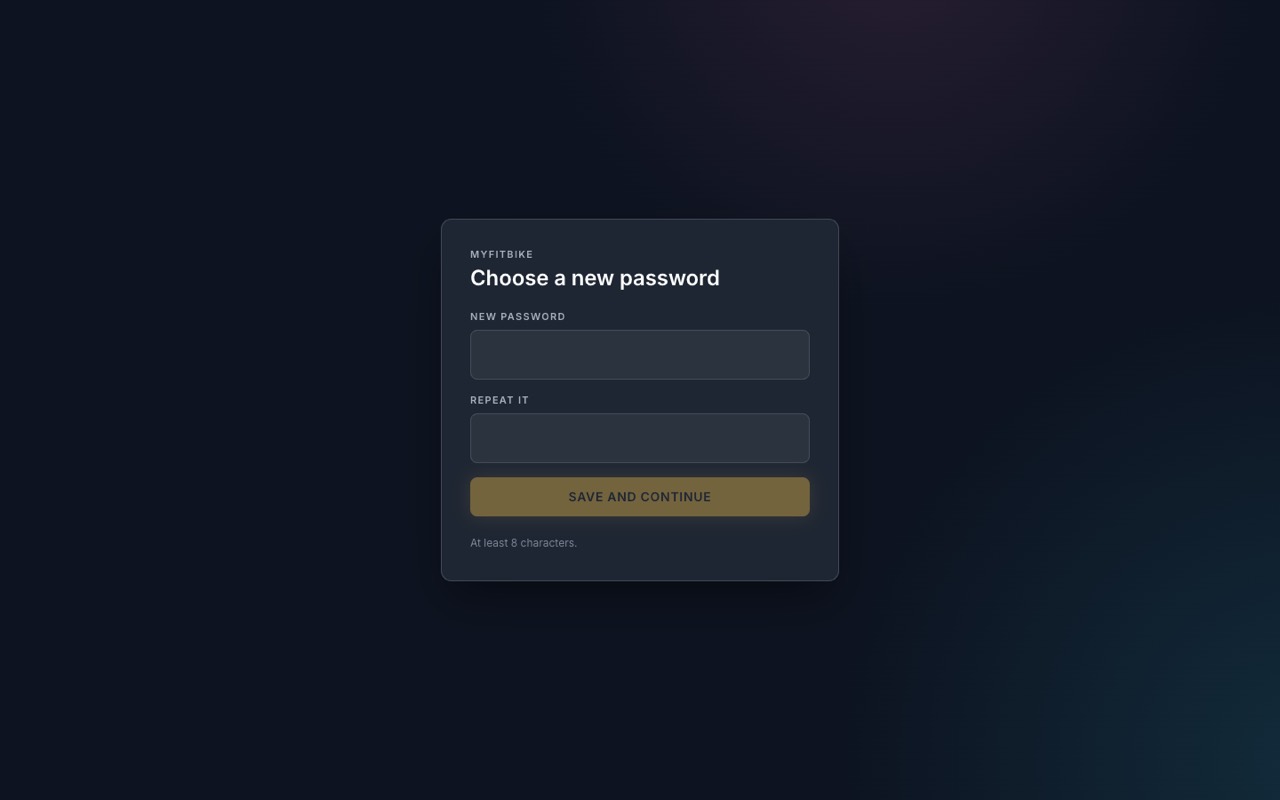 MYFITBIKE
Choose a new password
NEW PASSWORD
REPEAT IT
SAVE AND CONTINUE
At least 8 characters.